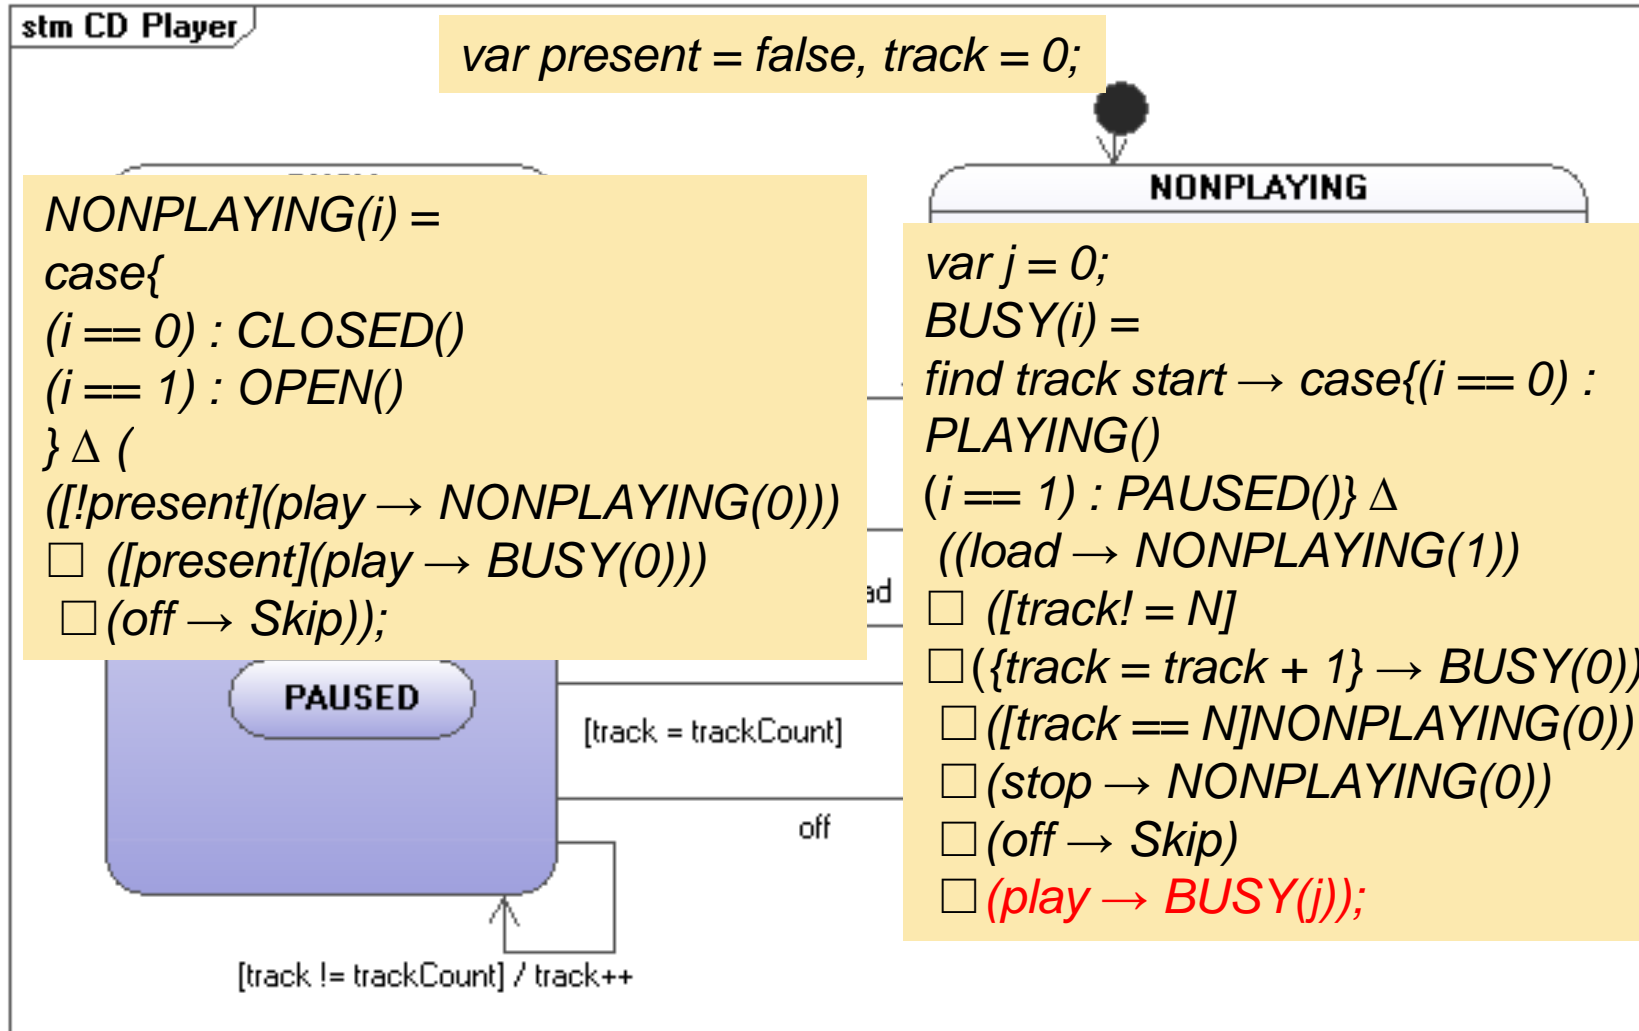 stm CD Player
var present = false, track = 0;
NONPLAYING
NONPLAYING(i) =
case{
(i == 0) : CLOSED()
(i == 1) : OPEN()
} Δ (
([!present](play → NONPLAYING(0)))
□ ([present](play → BUSY(0)))
□ (off → Skip));
var j = 0;
BUSY(i) =
find track start → case{(i == 0) :
PLAYING()
(i == 1) : PAUSED()} Δ
((load → NONPLAYING(1))
□ ([track! = N]
□ ({track = track + 1} → BUSY(0))
□ ([track == N]NONPLAYING(0))
□ (stop → NONPLAYING(0))
□ (off → Skip)
□ (play → BUSY(j));
PAUSED
[track = trackCount]
off
[track != trackCount] / track++